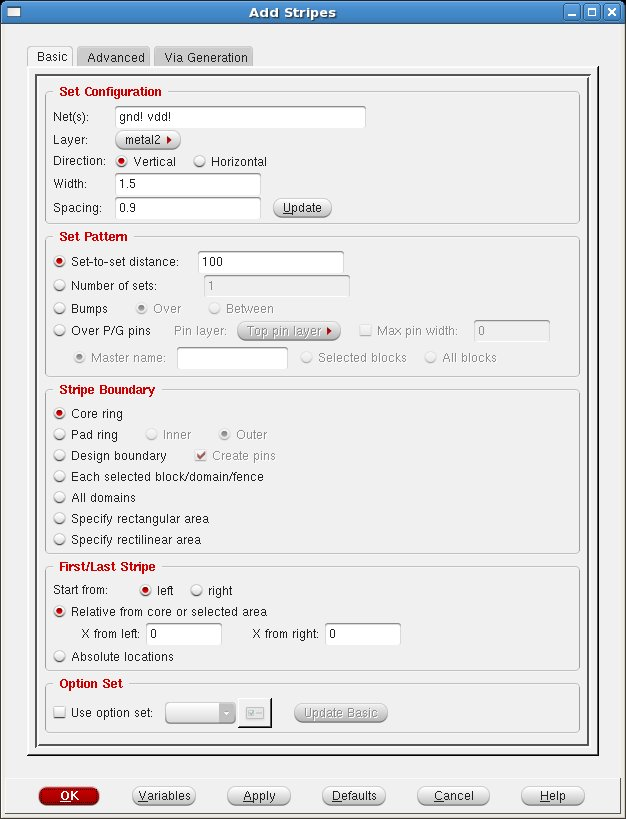 Add Stripes
Basic Advanced Via Generation
Set Configuration
Net(s): gnd! vdd!
Layer: metal2
Direction: Vertical Horizontal
Width: 1.5
Spacing: 0.9 Update
Set Pattern
Set-to-set distance: 100
Number of sets: 1
Bumps Over Between
Over P/G pins Pin layer: Top pin layer Max pin width: 0
Master name: Selected blocks All blocks
Stripe Boundary
Core ring
Pad ring Inner Outer
Design boundary Create pins
Each selected block/domain/fence
All domains
Specify rectangular area
Specify rectilinear area
First/Last Stripe
Start from: left right
Relative from core or selected area
X from left: 0 X from right: 0
Absolute locations
Option Set
Use option set: Update Basic
OK Variables Apply Defaults Cancel Help